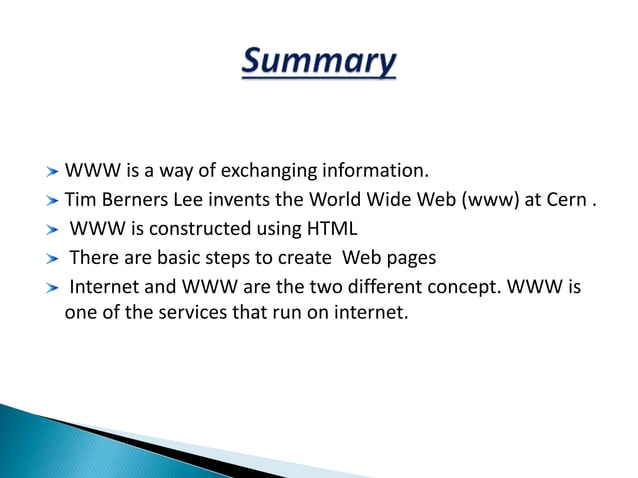 Summary
WWW is a way of exchanging information.
Tim Berners Lee invents the World Wide Web (www) at Cern .
WWW is constructed using HTML
There are basic steps to create  Web pages
Internet and WWW are the two different concept. WWW is
one of the services that run on internet.